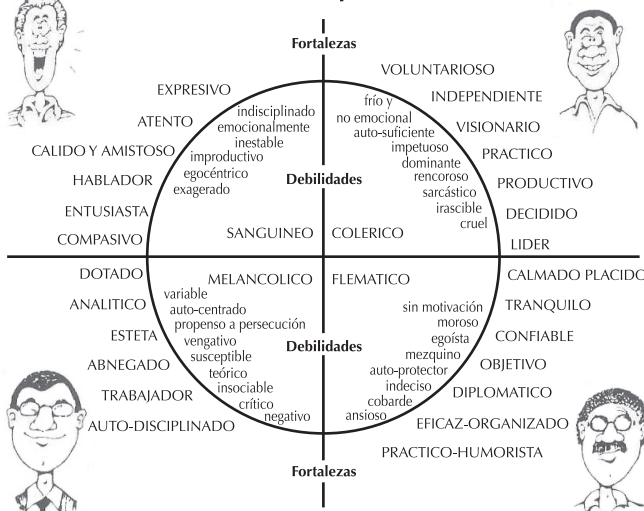 Fortalezas
EXPRESIVO
ATENTO
CALIDO Y AMISTOSO
HABLADOR
ENTUSIASTA
COMPASIVO
indisciplinado
emocionalmente
inestable
improductivo
egocéntrico
exagerado
SANGUINEO
Debilidades
VOLUNTARIOSO
INDEPENDIENTE
VISIONARIO
PRACTICO
PRODUCTIVO
DECIDIDO
LIDER
frío y
no emocional
auto-suficiente
impetuoso
dominante
rencoroso
sarcástico
irascible
cruel
COLERICO
DOTADO
ANALITICO
ESTETA
ABNEGADO
TRABAJADOR
AUTO-DISCIPLINADO
MELANCOLICO
variable
auto-centrado
propenso a persecución
vengativo
susceptible
teórico
insociable
crítico
negativo
Debilidades
FLEMATICO
sin motivación
moroso
egoísta
mezquino
auto-protector
indeciso
cobarde
ansioso
CALMADO PLACIDO
TRANQUILO
CONFIABLE
OBJETIVO
DIPLOMATICO
EFICAZ-ORGANIZADO
PRACTICO-HUMORISTA
Fortalezas